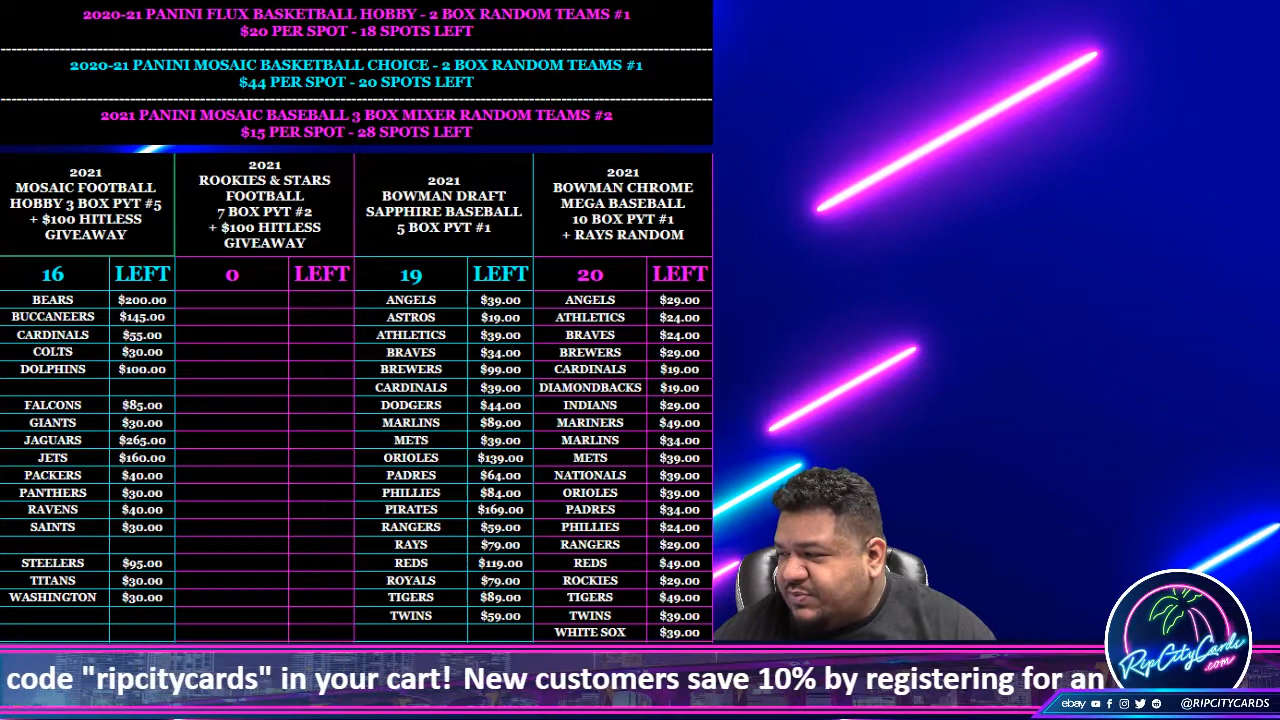 2020-21 PANINI FLUX BASKETBALL HOBBY - 2 BOX RANDOM TEAMS #1
$20 PER SPOT - 18 SPOTS LEFT
2020-21 PANINI MOSAIC BASKETBALL CHOICE - 2 BOX RANDOM TEAMS #1
$44 PER SPOT - 20 SPOTS LEFT
2021 PANINI MOSAIC BASEBALL 3 BOX MIXER RANDOM TEAMS #2
$15 PER SPOT - 28 SPOTS LEFT
2021
MOSAIC FOOTBALL
HOBBY 3 BOX PYT #5
+ $100 HITLESS
GIVEAWAY
16 LEFT
BEARS $200.00
BUCCANEERS $145.00
CARDINALS $55.00
COLTS $30.00
DOLPHINS $100.00
FALCONS $85.00
GIANTS $30.00
JAGUARS $265.00
JETS $160.00
PACKERS $40.00
PANTHERS $30.00
RAVENS $40.00
SAINTS $30.00
STEELERS $95.00
TITANS $30.00
WASHINGTON $30.00
2021
ROOKIES & STARS
FOOTBALL
7 BOX PYT #2
+ $100 HITLESS
GIVEAWAY
0 LEFT
2021
BOWMAN DRAFT
SAPPHIRE BASEBALL
5 BOX PYT #1
19 LEFT
ANGELS $39.00
ASTROS $19.00
ATHLETICS $39.00
BRAVES $34.00
BREWERS $99.00
CARDINALS $39.00
DODGERS $44.00
MARLINS $89.00
METS $39.00
ORIOLES $139.00
PADRES $64.00
PHILLIES $84.00
PIRATES $169.00
RANGERS $59.00
RAYS $79.00
REDS $119.00
ROYALS $79.00
TIGERS $89.00
TWINS $59.00
2021
BOWMAN CHROME
MEGA BASEBALL
10 BOX PYT #1
+ RAYS RANDOM
20 LEFT
ANGELS $29.00
ATHLETICS $24.00
BRAVES $24.00
BREWERS $29.00
CARDINALS $19.00
DIAMONDBACKS $19.00
INDIANS $29.00
MARINERS $49.00
MARLINS $34.00
METS $39.00
NATIONALS $39.00
ORIOLES $39.00
PADRES $34.00
PHILLIES $24.00
RANGERS $29.00
REDS $49.00
ROCKIES $29.00
TIGERS $49.00
TWINS $39.00
WHITE SOX $39.00
code "ripcitycards" in your cart! New customers save 10% by registering for an
RipCityCards
.com
ebay @RIPCITYCARDS